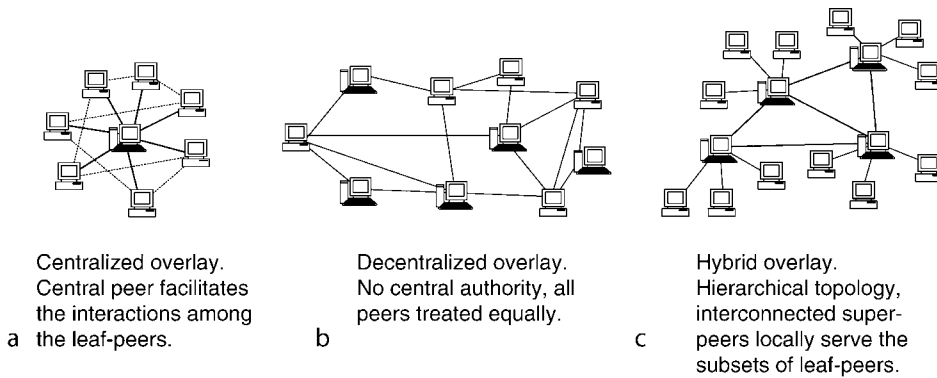 Centralized overlay.
Central peer facilitates
the interactions among
a the leaf-peers.
Decentralized overlay.
No central authority, all
peers treated equally.
b
Hybrid overlay.
Hierarchical topology,
interconnected super-
c peers locally serve the
subsets of leaf-peers.